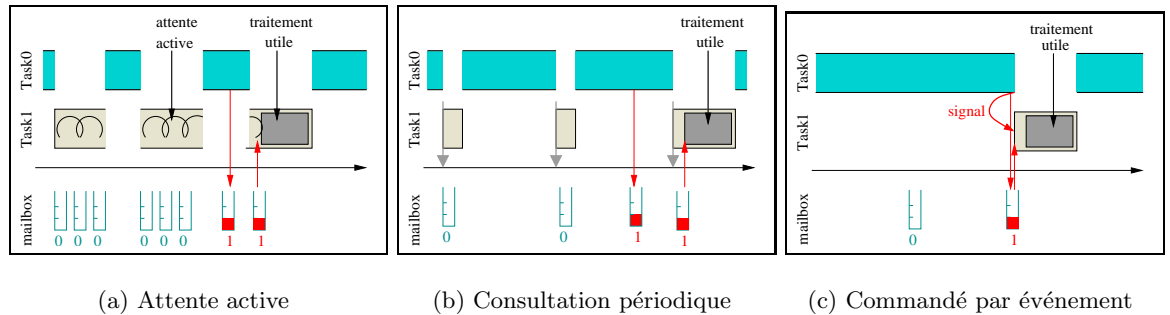 attente
active
traitement
utile
Task0
Task1
mailbox
0 0 0 0 0 0 1 1
(a) Attente active
traitement
utile
Task0
Task1
mailbox
0 0 1 1
(b) Consultation périodique
traitement
utile
Task0
signal
Task1
mailbox
0 1
(c) Commandé par événement